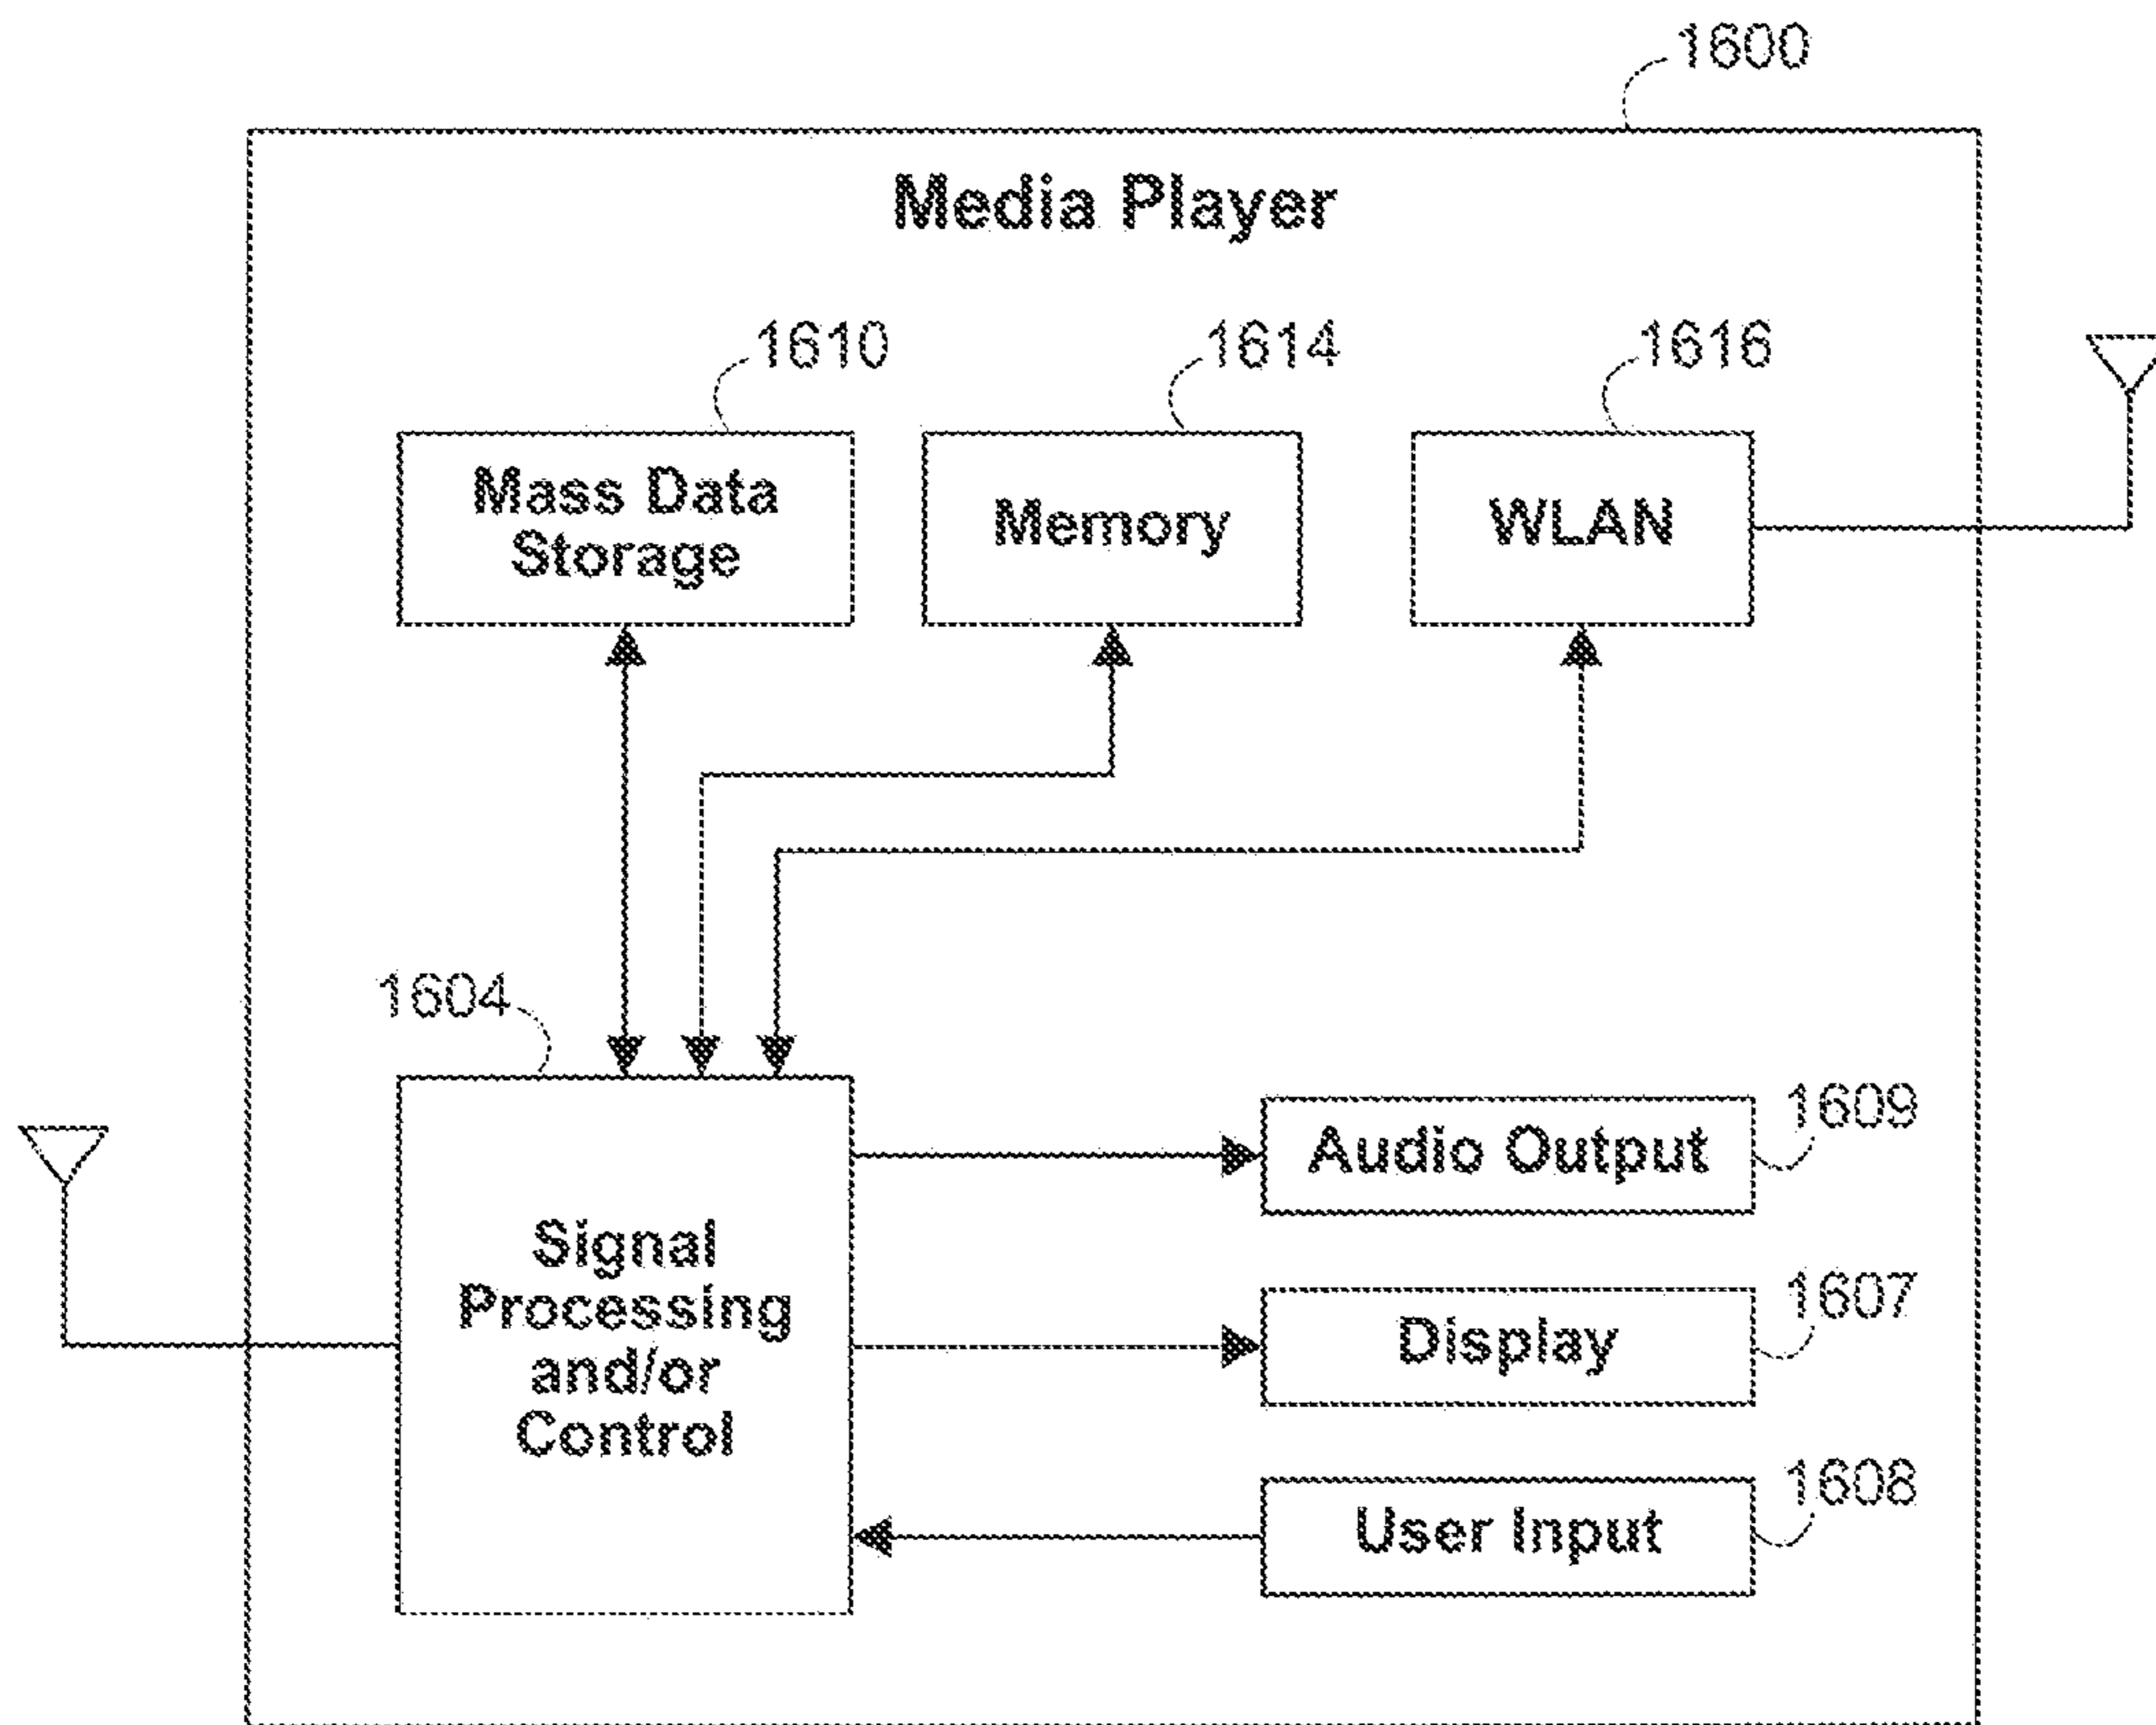 1600
Media Player
1610
1614
1616
Mass Data
Storage
Memory
WLAN
1604
Signal
Processing
and/or
Control
Audio Output
1609
Display
1607
User Input
1608